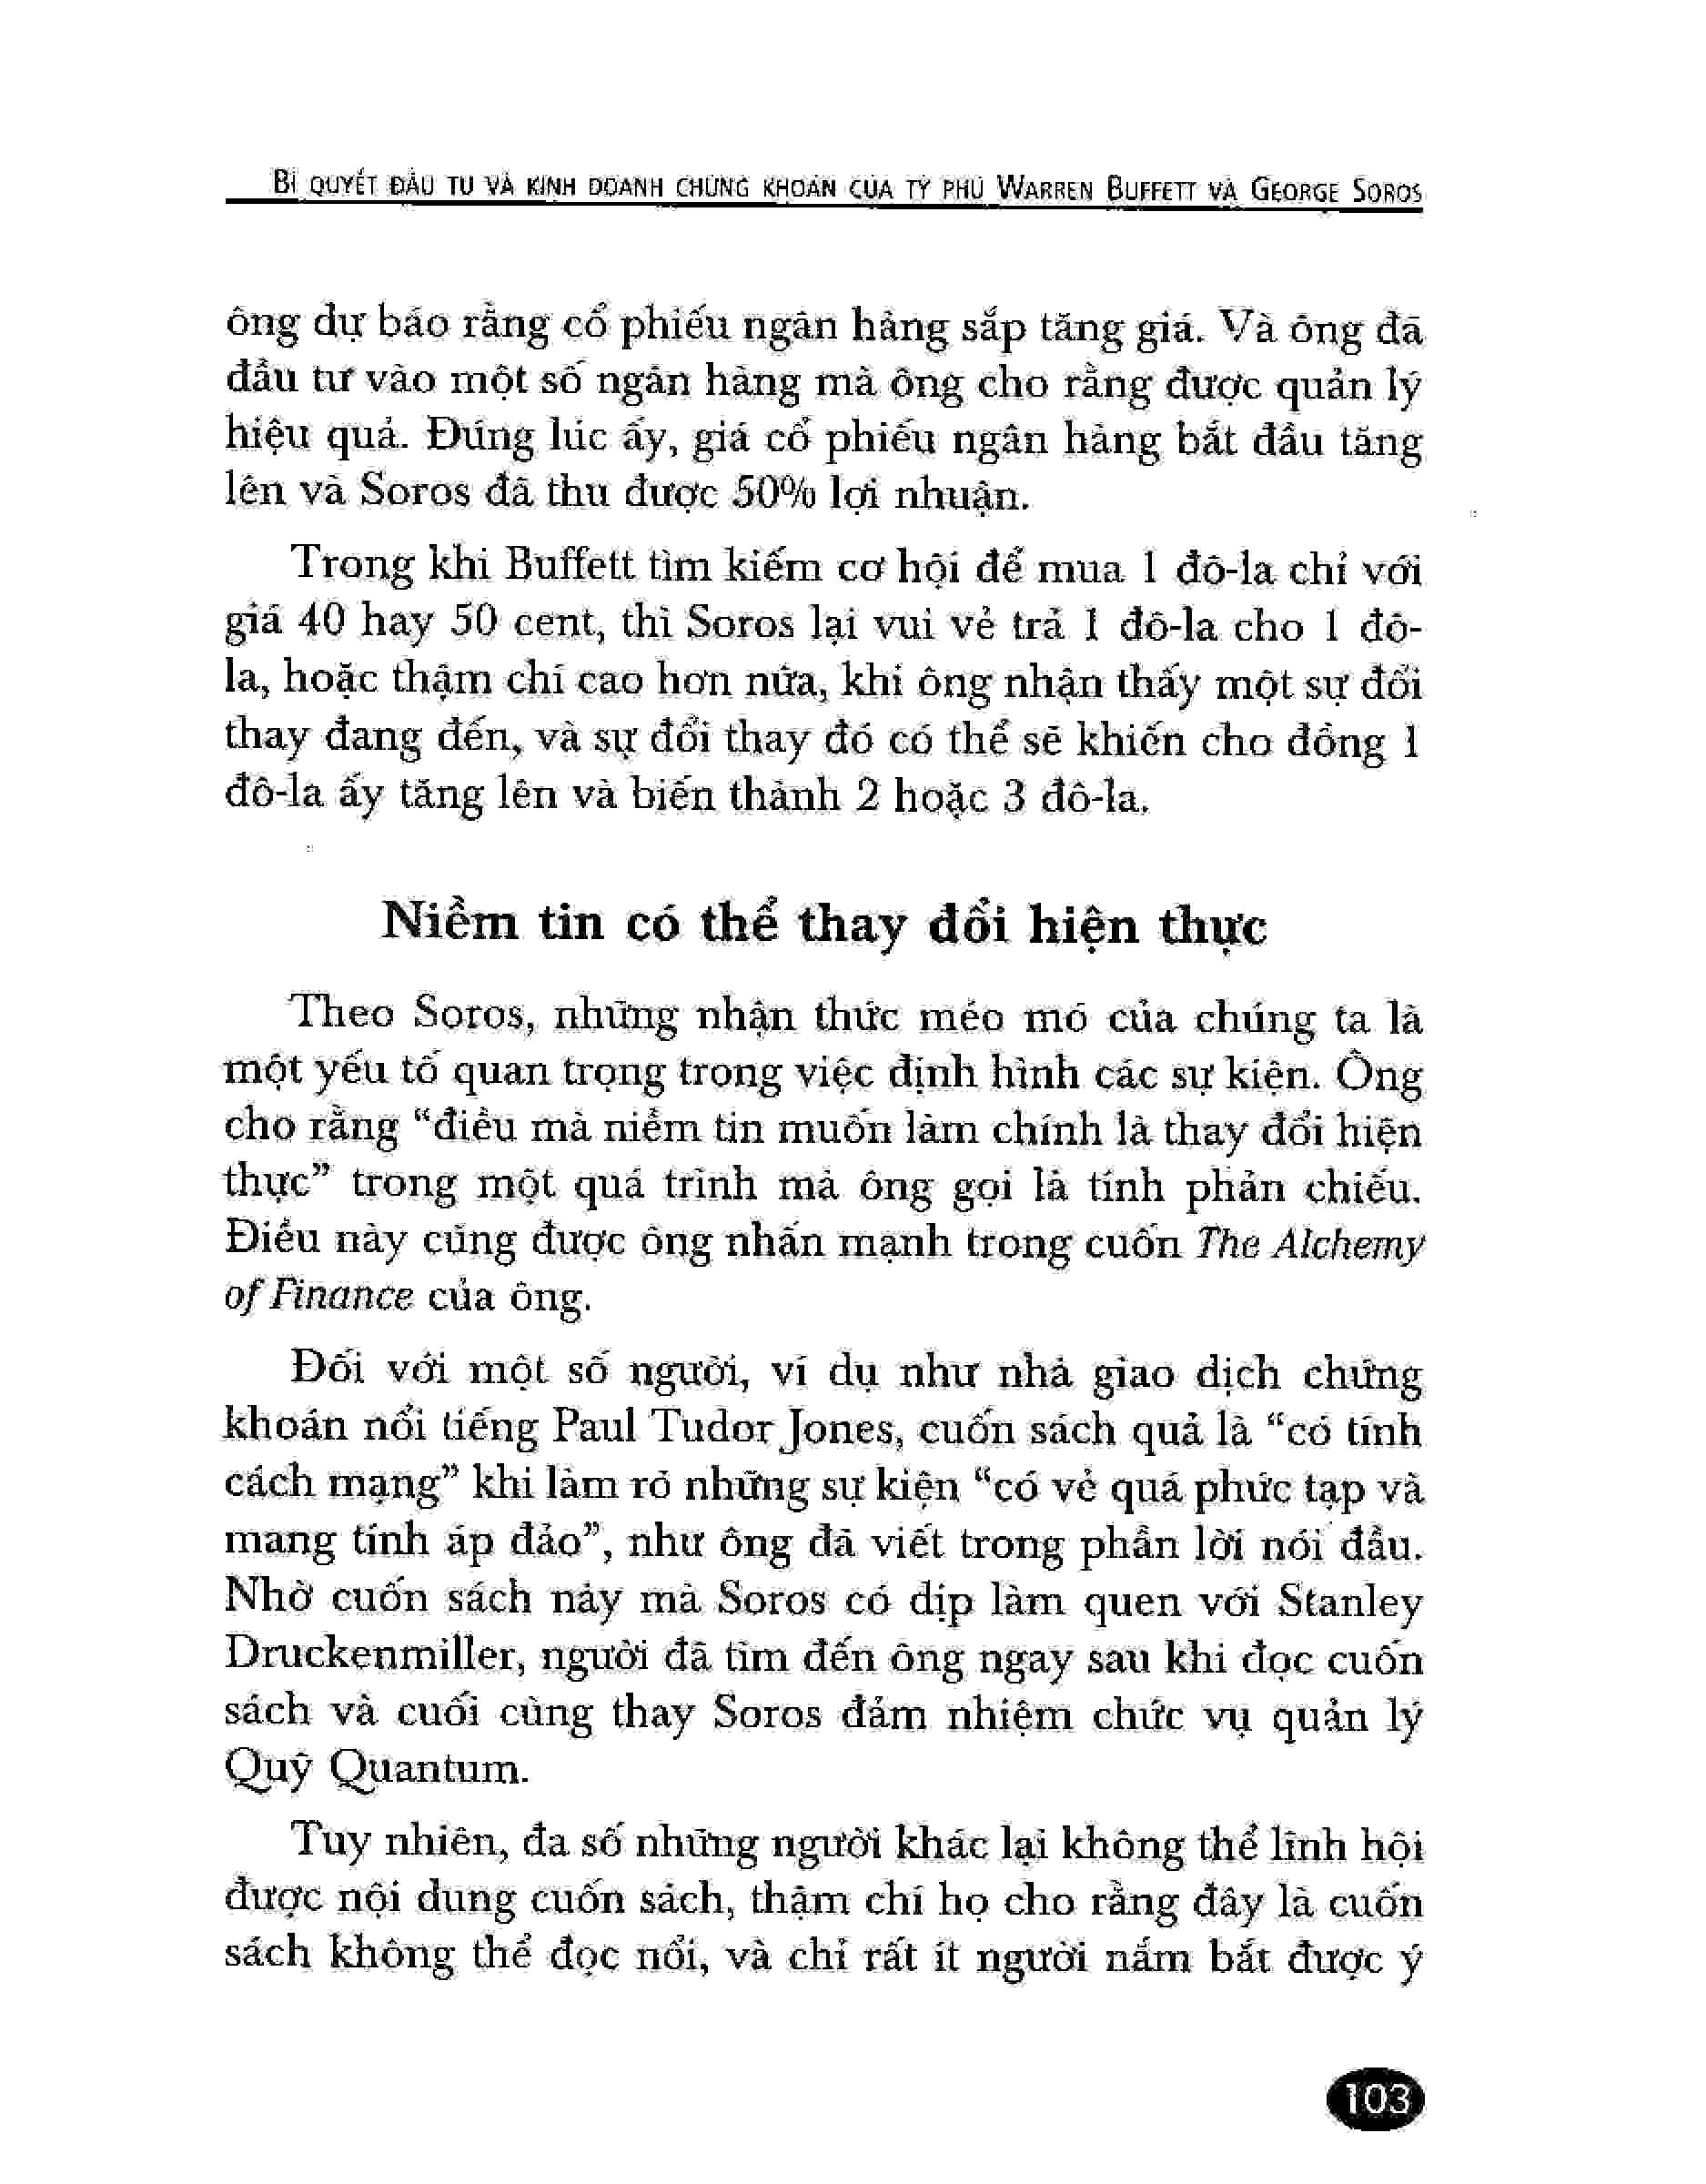 BÍ QUYẾT ĐẦU TƯ VÀ KINH DOANH CHỨNG KHOÁN CỦA TỶ PHÚ WARREN BUFFETT VÀ GEORGE SOROS
ông dự báo rằng cổ phiếu ngân hàng sắp tăng giá. Và ông đã
đầu tư vào một số ngân hàng mà ông cho rằng được quản lý
hiệu quả. Đúng lúc ấy, giá cổ phiếu ngân hàng bắt đầu tăng
lên và Soros đã thu được 50% lợi nhuận.
Trong khi Buffett tìm kiếm cơ hội để mua 1 đô-la chỉ với
giá 40 hay 50 cent, thì Soros lại vui vẻ trả 1 đô-la cho 1 đô-
la, hoặc thậm chí cao hơn nữa, khi ông nhận thấy một sự đổi
thay đang đến, và sự đổi thay đó có thể sẽ khiến cho đồng 1
đô-la ấy tăng lên và biến thành 2 hoặc 3 đô-la.
Niềm tin có thể thay đổi hiện thực
Theo Soros, những nhận thức méo mó của chúng ta là
một yếu tố quan trọng trong việc định hình các sự kiện. Ông
cho rằng “điều mà niềm tin muốn làm chính là thay đổi hiện
thực” trong một quá trình mà ông gọi là tính phản chiếu.
Điều này cũng được ông nhấn mạnh trong cuốn The Alchemy
of Finance của ông.
Đối với một số người, ví dụ như nhà giao dịch chứng
khoán nổi tiếng Paul Tudor Jones, cuốn sách quả là “có tính
cách mạng” khi làm rõ những sự kiện “có vẻ quá phức tạp và
mang tính áp đảo”, như ông đã viết trong phần lời nói đầu.
Nhờ cuốn sách này mà Soros có dịp làm quen với Stanley
Druckenmiller, người đã tìm đến ông ngay sau khi đọc cuốn
sách và cuối cùng thay Soros đảm nhiệm chức vụ quản lý
Quỹ Quantum.
Tuy nhiên, đa số những người khác lại không thể lĩnh hội
được nội dung cuốn sách, thậm chí họ cho rằng đây là cuốn
sách không thể đọc nổi, và chỉ rất ít người nắm bắt được ý
103